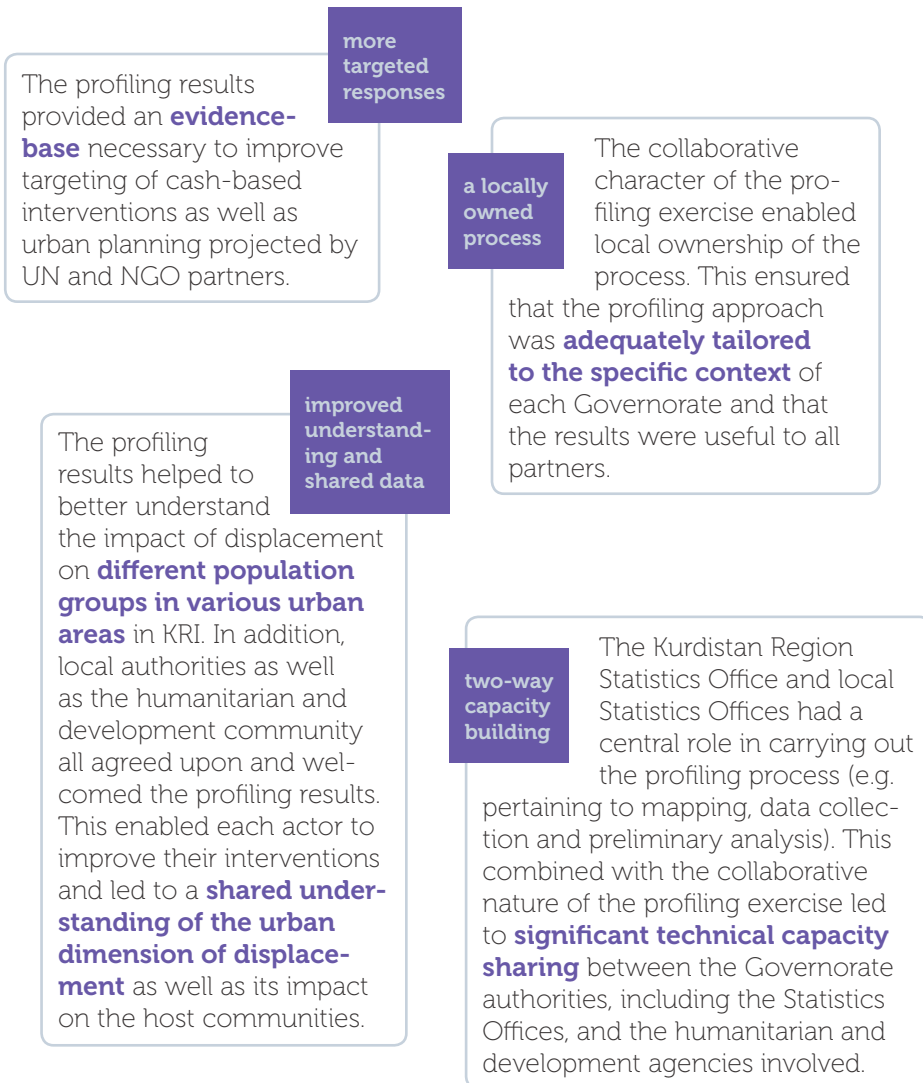 more
targeted
responses
The profiling results
provided an evidence-
base necessary to improve
targeting of cash-based
interventions as well as
urban planning projected by
UN and NGO partners.
a locally
owned
process
The collaborative
character of the pro-
filing exercise enabled
local ownership of the
process. This ensured
that the profiling approach
was adequately tailored
to the specific context of
each Governorate and that
the results were useful to all
partners.
improved
understand-
ing and
shared data
The profiling
results helped to
better understand
the impact of displacement
on different population
groups in various urban
areas in KRI. In addition,
local authorities as well
as the humanitarian and
development community
all agreed upon and wel-
comed the profiling results.
This enabled each actor to
improve their interventions
and led to a shared under-
standing of the urban
dimension of displace-
ment as well as its impact
on the host communities.
two-way
capacity
building
The Kurdistan Region
Statistics Office and local
Statistics Offices had a
central role in carrying out
the profiling process (e.g.
pertaining to mapping, data collec-
tion and preliminary analysis). This
combined with the collaborative
nature of the profiling exercise led
to significant technical capacity
sharing between the Governorate
authorities, including the Statistics
Offices, and the humanitarian and
development agencies involved.